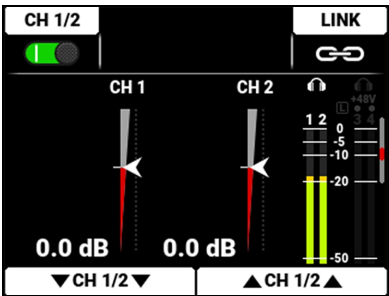 CH 1/2
LINK
CH 1
CH 2
+48V
L
1 2 3 4
0
-5
-10
-20
-50
0.0 dB
0.0 dB
▼CH 1/2▼
▲CH 1/2▲